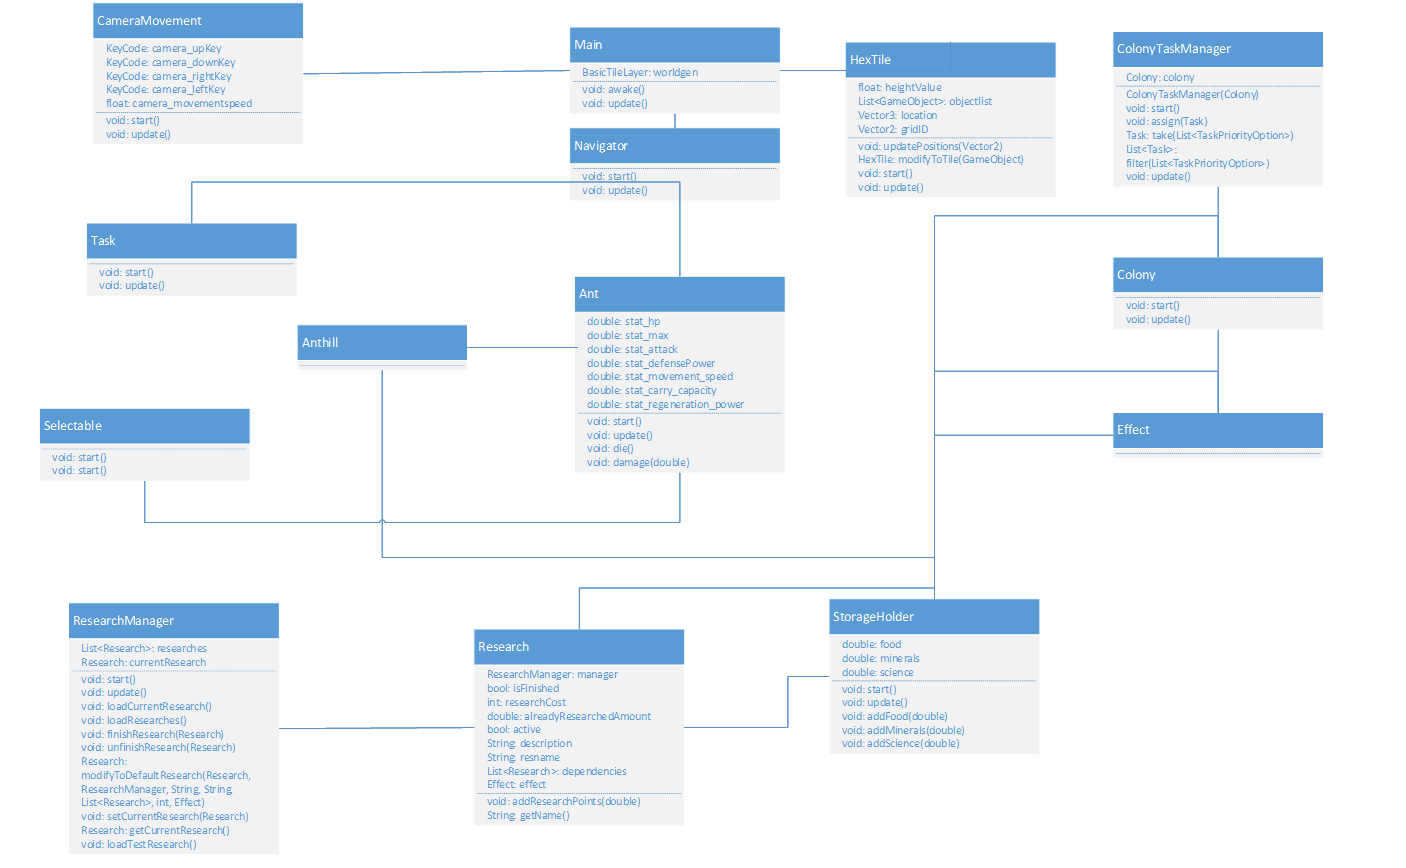 CameraMovement
KeyCode: camera_upKey
KeyCode: camera_downKey
KeyCode: camera_rightKey
KeyCode: camera_leftKey
float: camera_movementspeed
void: start()
void: update()
Main
BasicTileLayer: worldgen
void: awake()
void: update()
Navigator
void: start()
void: update()
HexTile
float: heightValue
List<GameObject>: objectlist
Vector3: location
Vector2: gridID
void: updatePositions(Vector2)
HexTile: modifyToTile(GameObject)
void: start()
void: update()
ColonyTaskManager
Colony: colony
ColonyTaskManager(Colony)
void: start()
void: assign(Task)
Task: take(List<TaskPriorityOption>)
List<Task>:
filter(List<TaskPriorityOption>)
void: update()
Task
void: start()
void: update()
Colony
void: start()
void: update()
Ant
double: stat_hp
double: stat_max
double: stat_attack
double: stat_defensePower
double: stat_movement_speed
double: stat_carry_capacity
double: stat_regeneration_power
void: start()
void: update()
void: die()
void: damage(double)
Anthill
Selectable
void: start()
void: start()
Effect
ResearchManager
List<Research>: researches
Research: currentResearch
void: start()
void: update()
void: loadCurrentResearch()
void: loadResearches()
void: finishResearch(Research)
void: unfinishResearch(Research)
Research:
modifyToDefaultResearch(Research,
ResearchManager, String, String,
List<Research>, int, Effect)
void: setCurrentResearch(Research)
Research: getCurrentResearch()
void: loadTestResearch()
Research
ResearchManager: manager
bool: isFinished
int: researchCost
double: alreadyResearchedAmount
bool: active
String: description
String: resname
List<Research>: dependencies
Effect: effect
void: addResearchPoints(double)
String: getName()
StorageHolder
double: food
double: minerals
double: science
void: start()
void: update()
void: addFood(double)
void: addMinerals(double)
void: addScience(double)